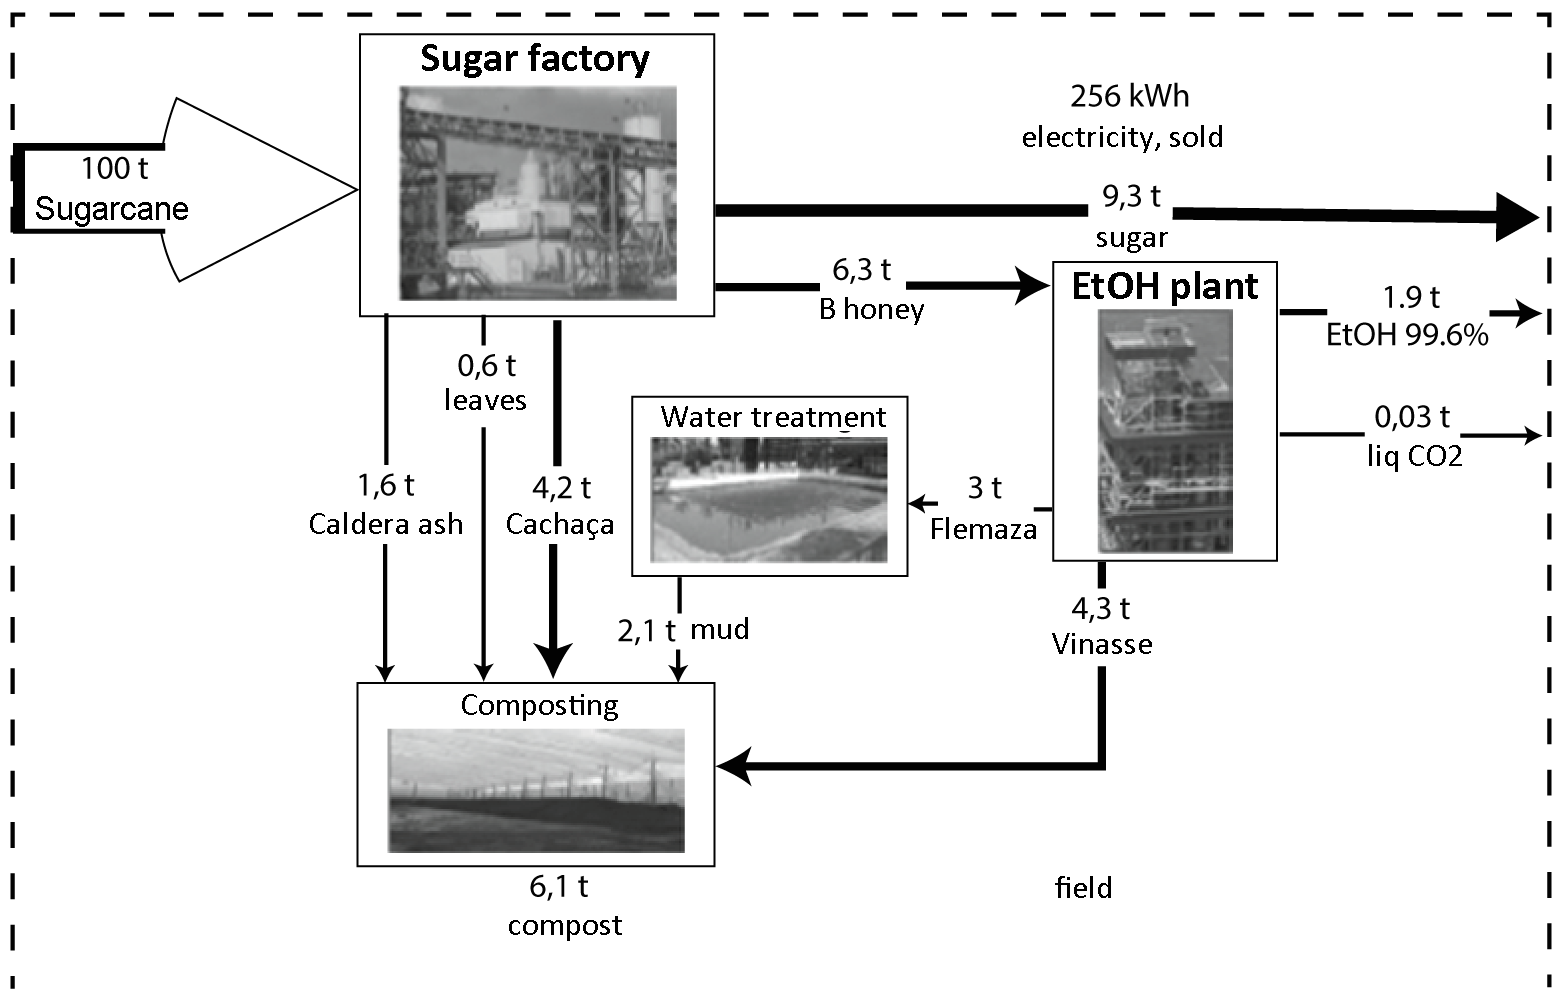 Sugar factory
100 t
Sugarcane
256 kWh
electricity, sold
9,3 t
sugar
6,3 t
B honey
EtOH plant
1.9 t
EtOH 99.6%
0,03 t
liq CO2
0,6 t
leaves
1,6 t
Caldera ash
4,2 t
Cachaça
Water treatment
3 t
Flemaza
2,1 t mud
4,3 t
Vinasse
Composting
6,1 t
compost
field